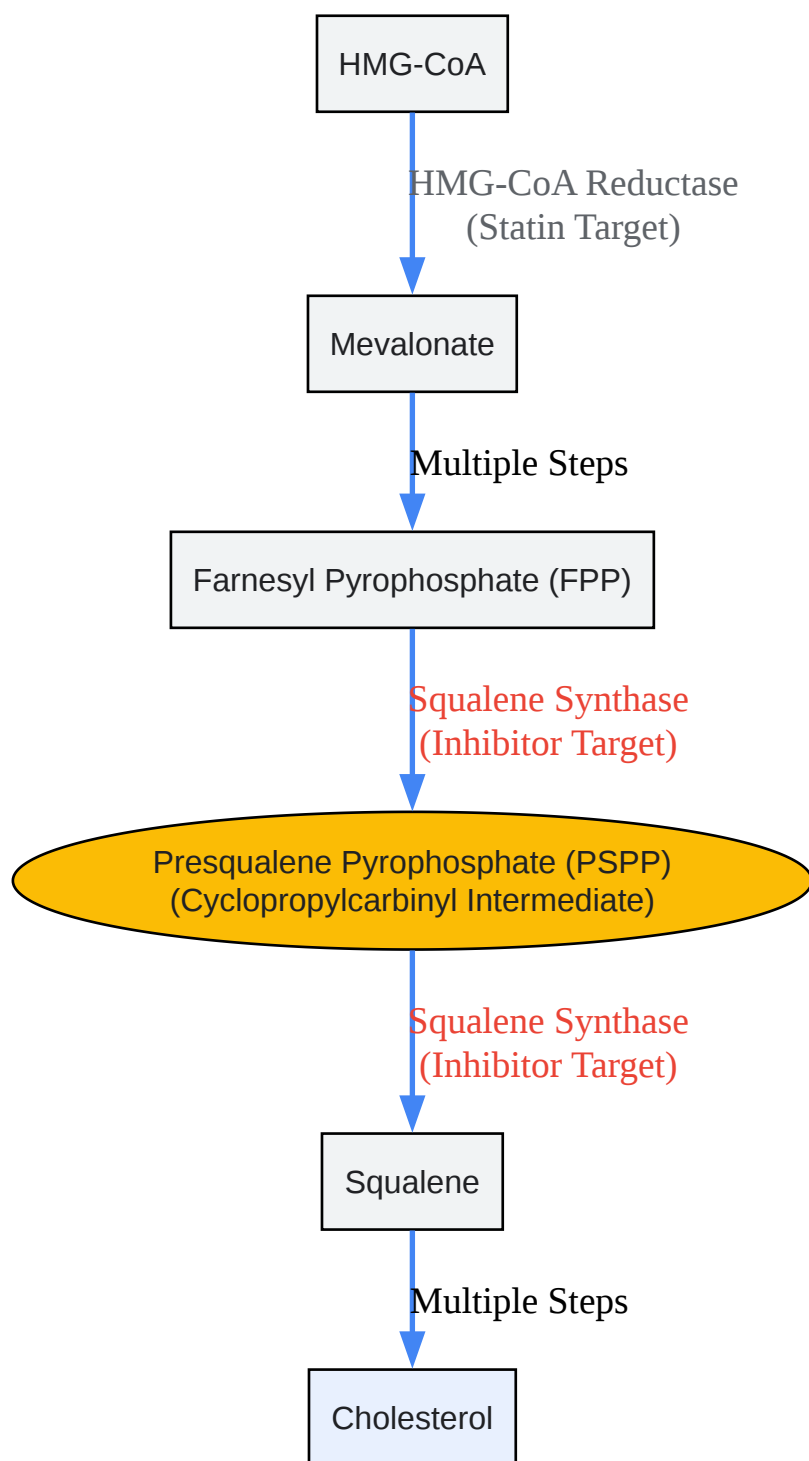 HMG-CoA
HMG-CoA Reductase
(Statin Target)
Mevalonate
Multiple Steps
Farnesyl Pyrophosphate (FPP)
Squalene Synthase
(Inhibitor Target)
Presqualene Pyrophosphate (PSPP)
(Cyclopropylcarbinyl Intermediate)
Squalene Synthase
(Inhibitor Target)
Squalene
Multiple Steps
Cholesterol